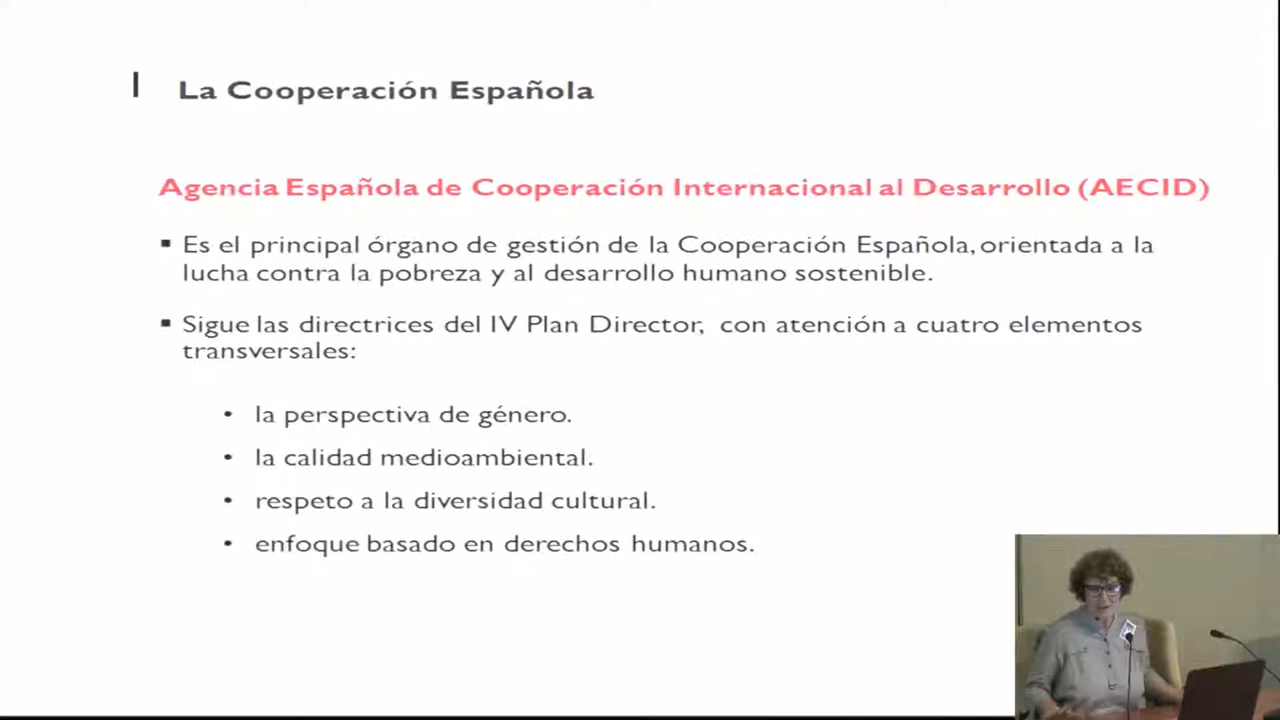 1 La Cooperación Española
Agencia Española de Cooperación Internacional al Desarrollo (AECID)
▪ Es el principal órgano de gestión de la Cooperación Española, orientada a la
lucha contra la pobreza y al desarrollo humano sostenible.
▪ Sigue las directrices del IV Plan Director, con atención a cuatro elementos
transversales:
• la perspectiva de género.
• la calidad medioambiental.
• respeto a la diversidad cultural.
• enfoque basado en derechos humanos.